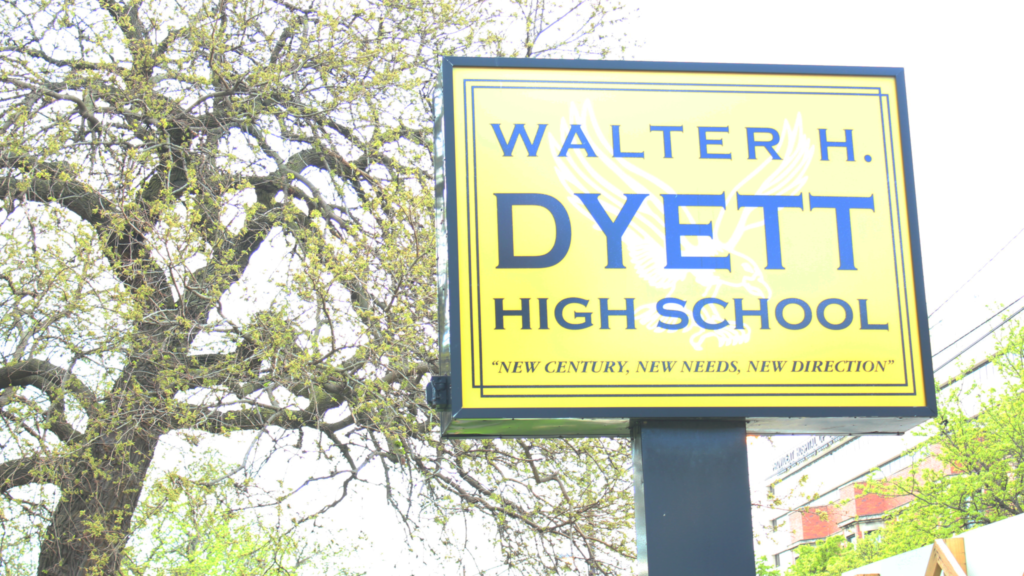 WALTER H.
DYETT
HIGH SCHOOL
“NEW CENTURY, NEW NEEDS, NEW DIRECTION”